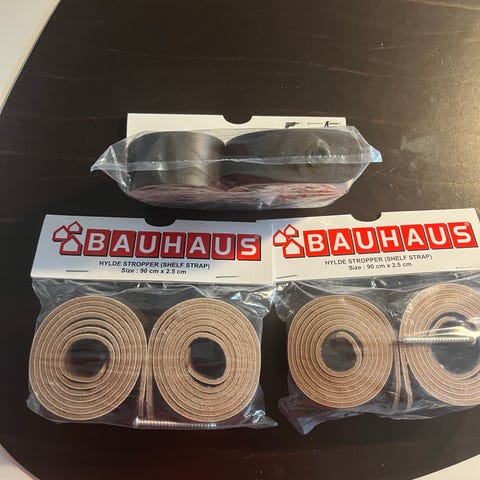 BAUHAUS
HYLDE STROPPER (SHELF STRAP)
Size : 90 cm x 2.5 cm
BAUHAUS
HYLDE STROPPER (SHELF STRAP)
Size : 90 cm x 2.5 cm